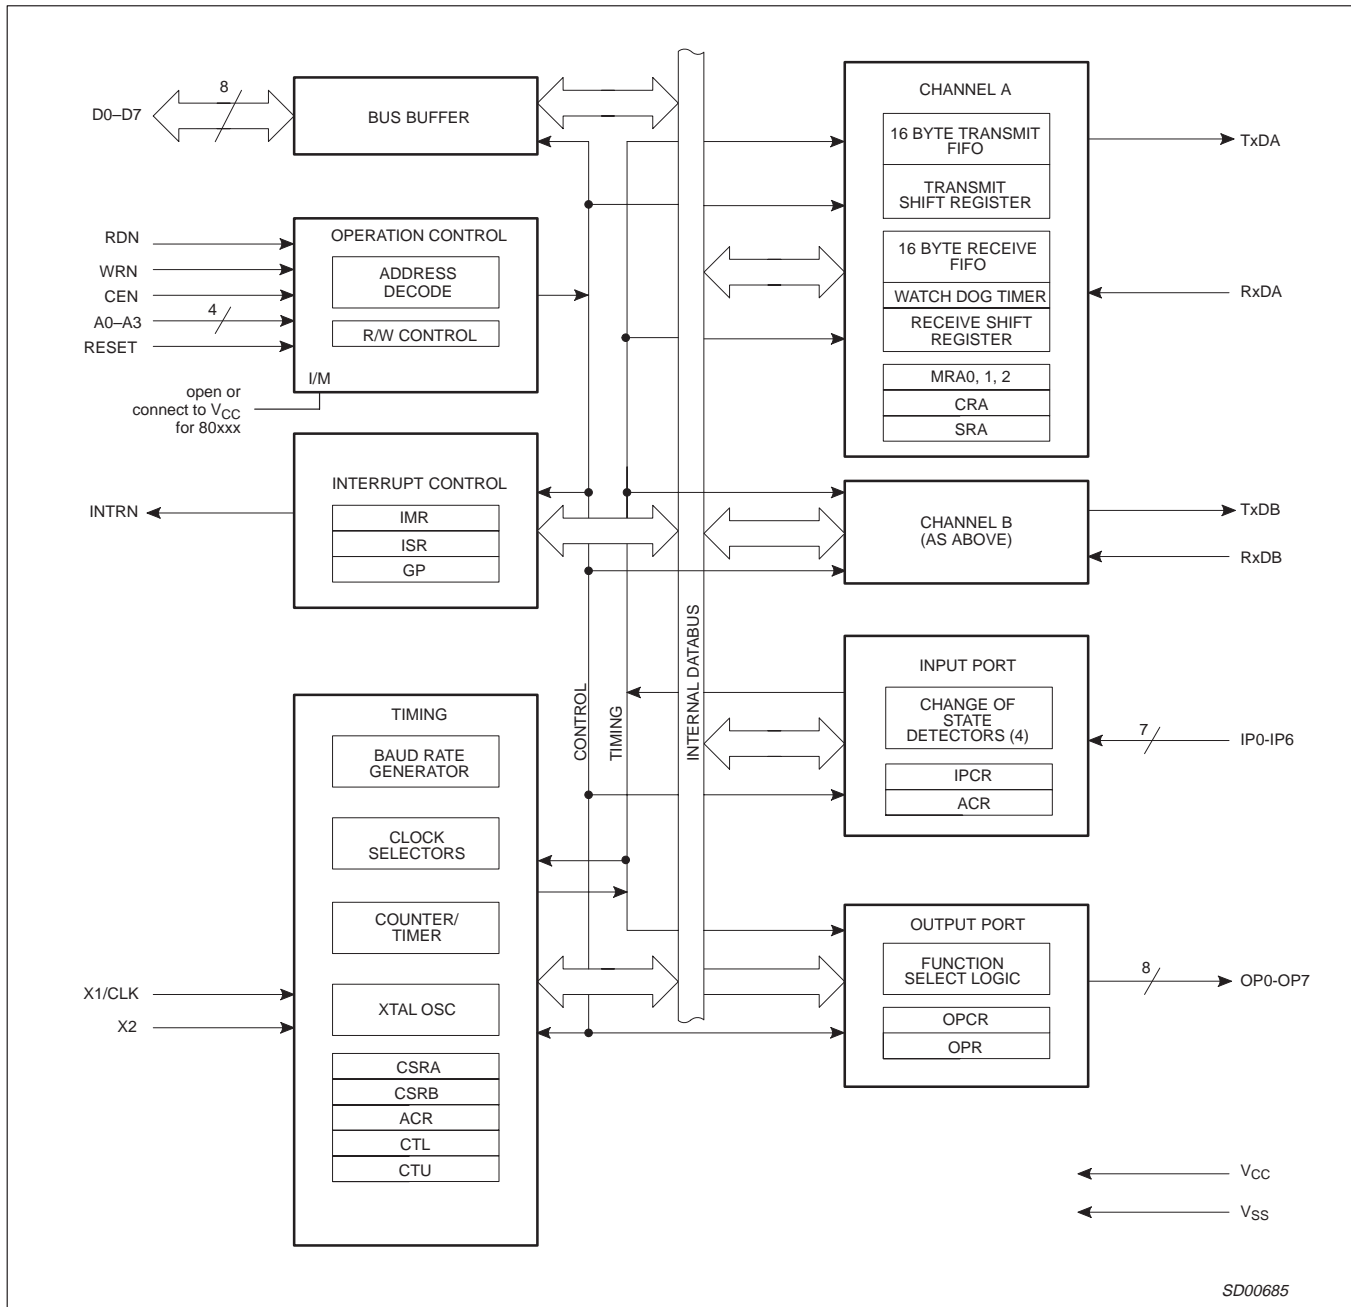 D0–D7
8
BUS BUFFER
RDN
WRN
CEN
A0–A3
4
RESET
OPERATION CONTROL
ADDRESS
DECODE
R/W CONTROL
I/M
open or
connect to VCC
for 80xxx
INTRN
INTERRUPT CONTROL
IMR
ISR
GP
TIMING
BAUD RATE
GENERATOR
CLOCK
SELECTORS
COUNTER/
TIMER
X1/CLK
X2
XTAL OSC
CSRA
CSRB
ACR
CTL
CTU
CONTROL
TIMING
INTERNAL DATABUS
CHANNEL A
16 BYTE TRANSMIT
FIFO
TRANSMIT
SHIFT REGISTER
16 BYTE RECEIVE
FIFO
WATCH DOG TIMER
RECEIVE SHIFT
REGISTER
MRA0, 1, 2
CRA
SRA
TxDA
RxDA
CHANNEL B
(AS ABOVE)
TxDB
RxDB
INPUT PORT
CHANGE OF
STATE
DETECTORS (4)
IPCR
ACR
7
IP0-IP6
OUTPUT PORT
FUNCTION
SELECT LOGIC
OPCR
OPR
8
OP0-OP7
VCC
VSS
SD00685